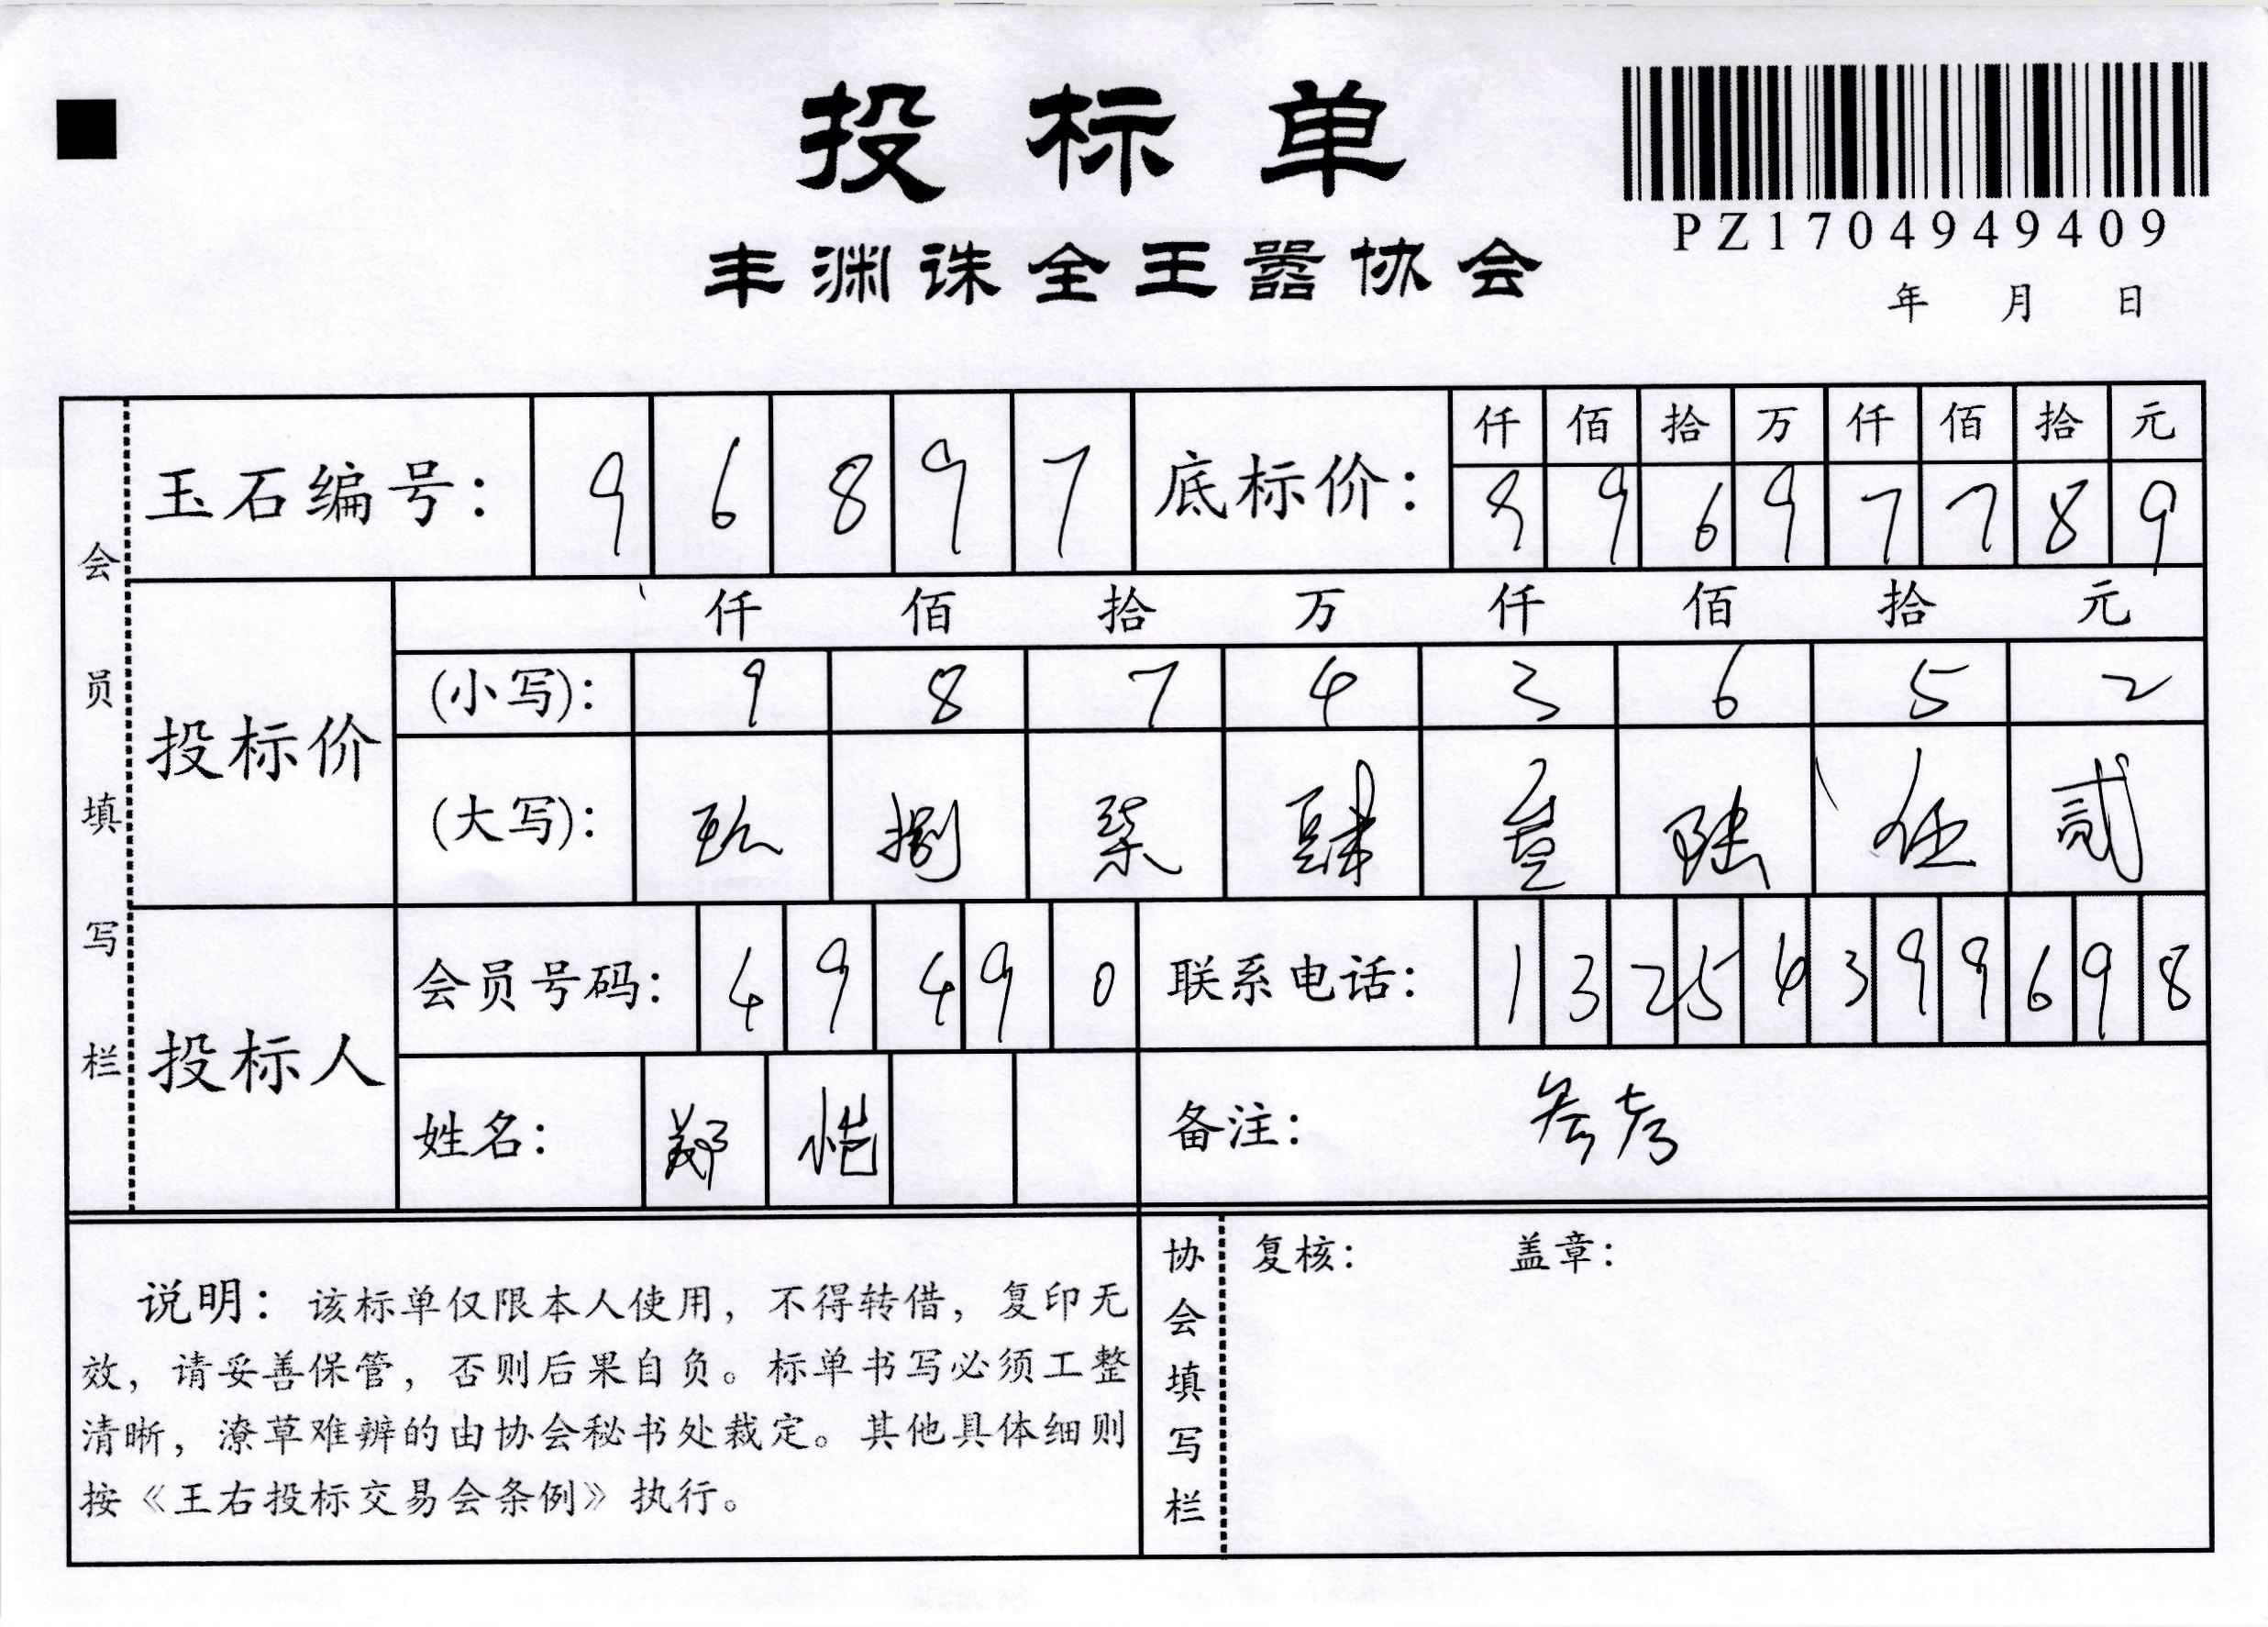 投标单
PZ1704949409
丰渊诛全王嚣协会
年 月 日
会员填写栏
玉石编号： 9 6 8 9 7
底标价： 仟 佰 拾 万 仟 佰 拾 元
8 9 6 9 7 7 8 9
投标价
仟 佰 拾 万 仟 佰 拾 元
(小写)： 9 8 7 4 3 6 5 2
(大写)： 玖 捌 柒 肆 叁 陆 伍 贰
投标人
会员号码： 4 9 4 9 0
联系电话： 1 3 2 5 4 3 9 9 6 9 8
姓名： 郑 恺
备注： 参考
说明：该标单仅限本人使用，不得转借，复印无
效，请妥善保管，否则后果自负。标单书写必须工整
清晰，潦草难辨的由协会秘书处裁定。其他具体细则
按《王右投标交易会条例》执行。
协会填写栏
复核： 盖章：